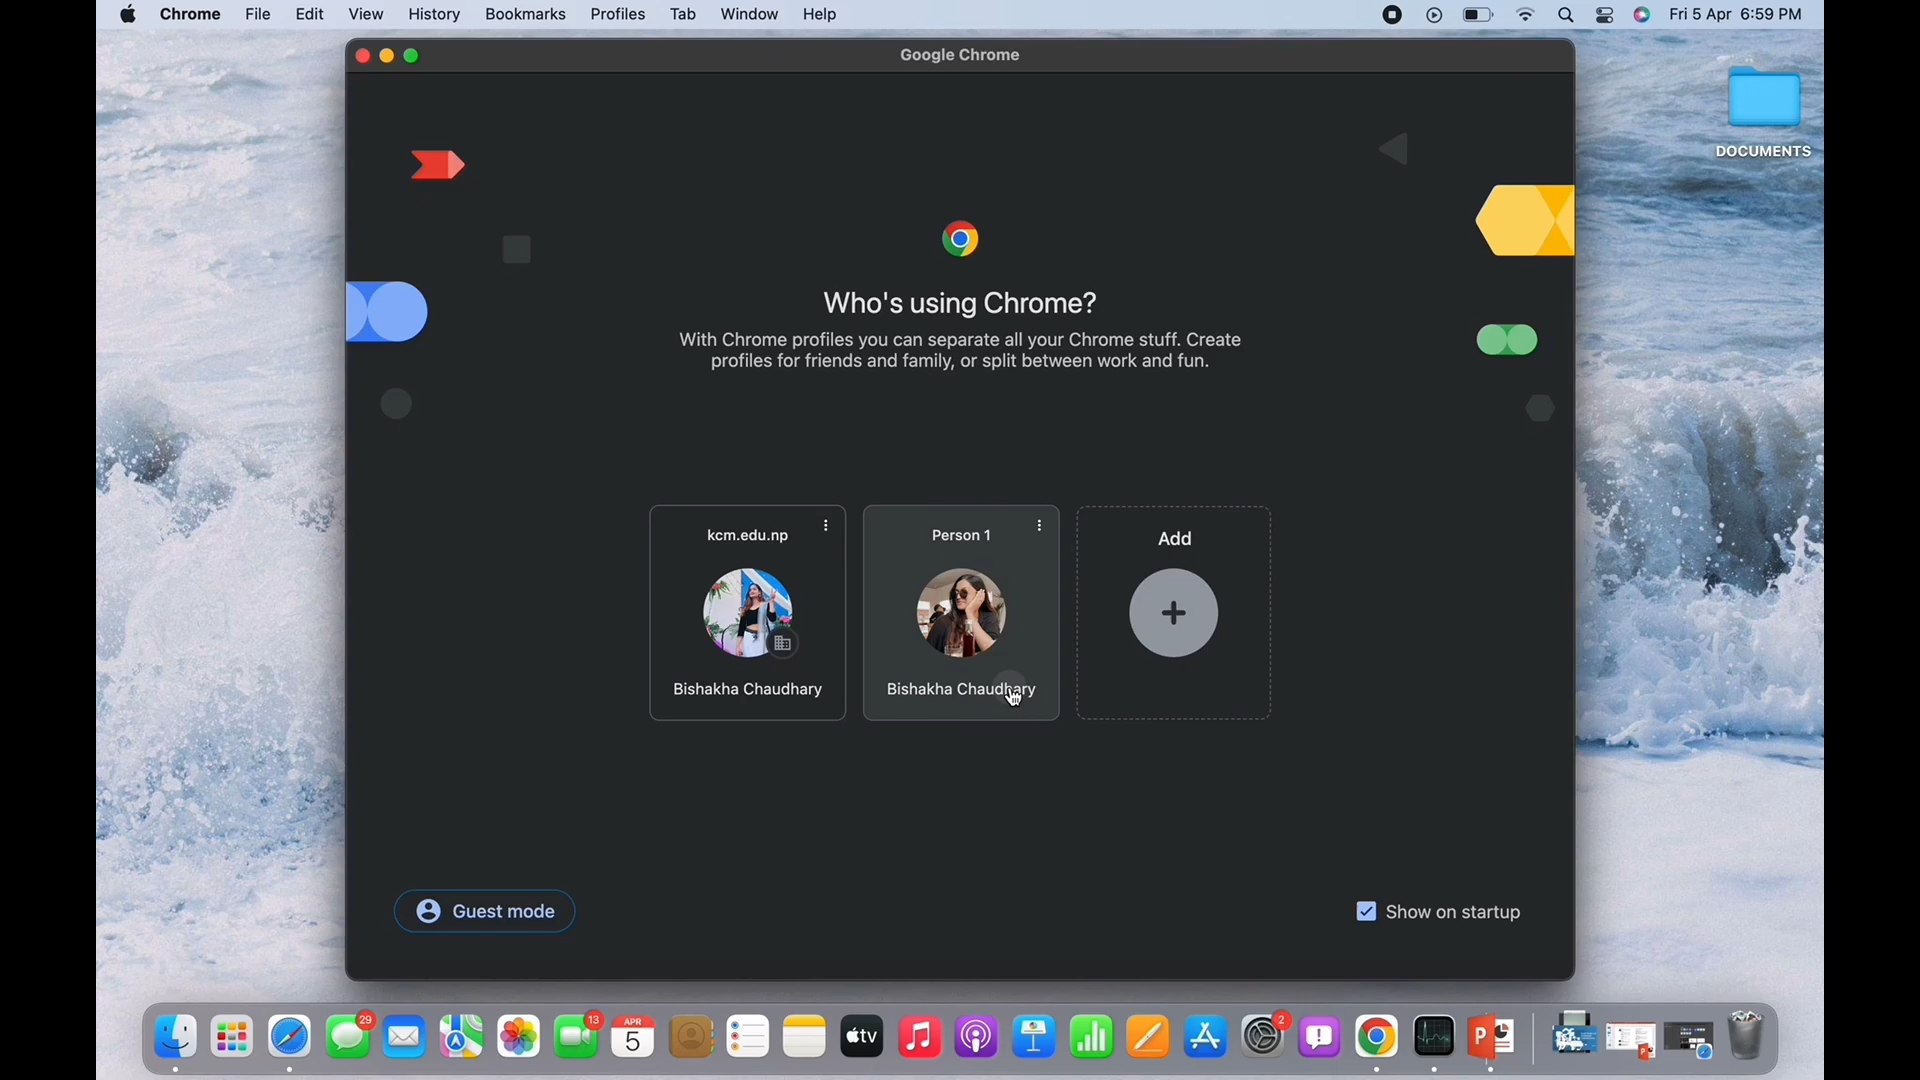 Chrome File Edit View History Bookmarks Profiles Tab Window Help Fri 5 Apr 6:59 PM
Google Chrome
DOCUMENTS
Who's using Chrome?
With Chrome profiles you can separate all your Chrome stuff. Create
profiles for friends and family, or split between work and fun.
kcm.edu.np
Bishakha Chaudhary
Person 1
Bishakha Chaudhary
Add
Guest mode
Show on startup
29
13
APR
5
tv
2